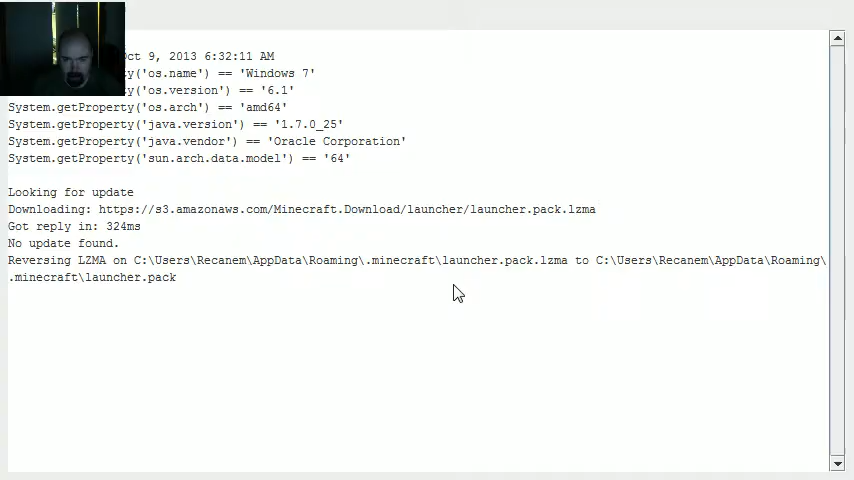 Oct 9, 2013 6:32:11 AM
('os.name') == 'Windows 7'
('os.version') == '6.1'
System.getProperty('os.arch') == 'amd64'
System.getProperty('java.version') == '1.7.0_25'
System.getProperty('java.vendor') == 'Oracle Corporation'
System.getProperty('sun.arch.data.model') == '64'
Looking for update
Downloading: https://s3.amazonaws.com/Minecraft.Download/launcher/launcher.pack.lzma
Got reply in: 324ms
No update found.
Reversing LZMA on C:\Users\Recanem\AppData\Roaming\.minecraft\launcher.pack.lzma to C:\Users\Recanem\AppData\Roaming\
.minecraft\launcher.pack